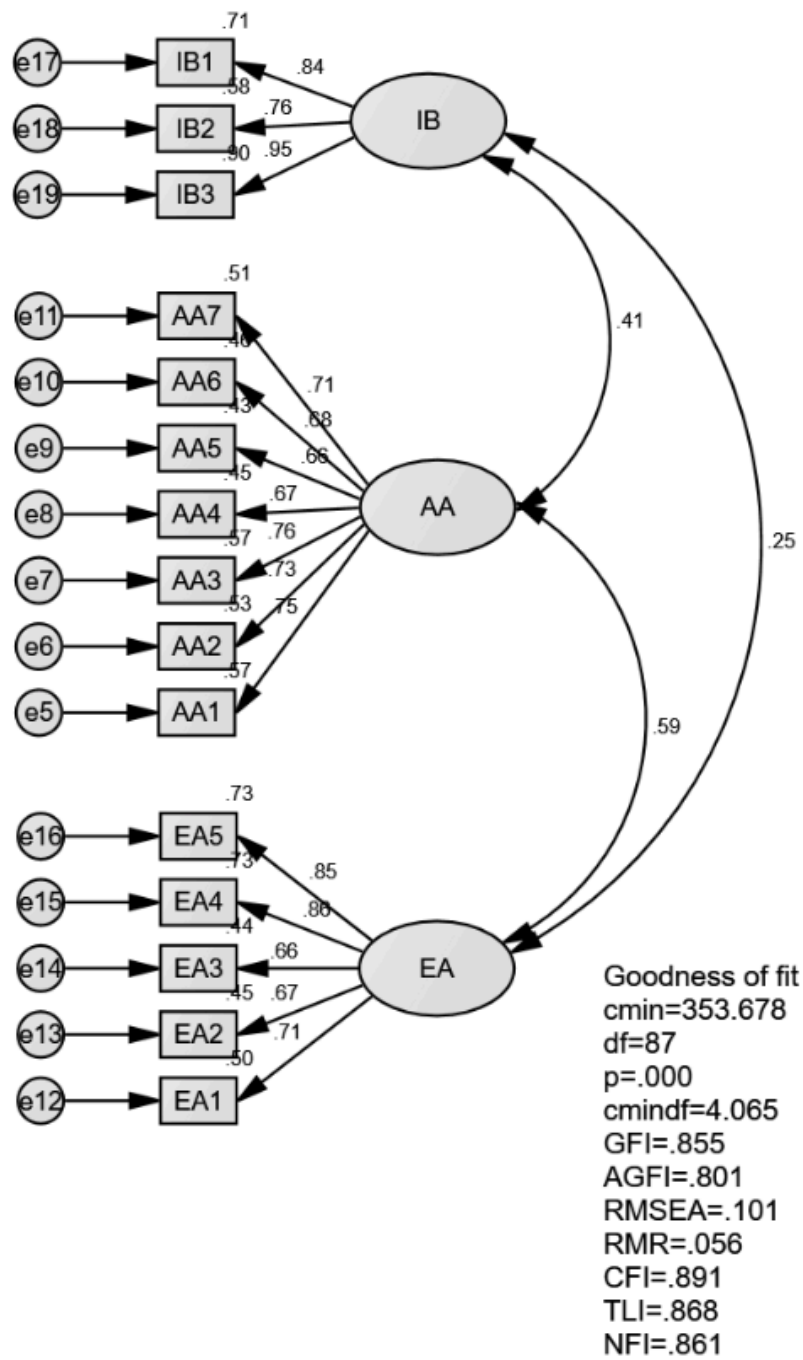 .71
e17 IB1 .84
.58
e18 IB2 .76 IB
.90 .95
e19 IB3
.51
e11 AA7
.41
.46
e10 AA6 .71
.43 .68
e9 AA5 .66
.45
e8 AA4 .67 AA
.57 .76
.25
e7 AA3 .73
.53 .75
e6 AA2
.57
e5 AA1
.59
.73
e16 EA5
.73 .85
e15 EA4 .86
.44
e14 EA3 .66 EA
.45 .67
e13 EA2 .71
.50
e12 EA1
Goodness of fit
cmin=353.678
df=87
p=.000
cmindf=4.065
GFI=.855
AGFI=.801
RMSEA=.101
RMR=.056
CFI=.891
TLI=.868
NFI=.861